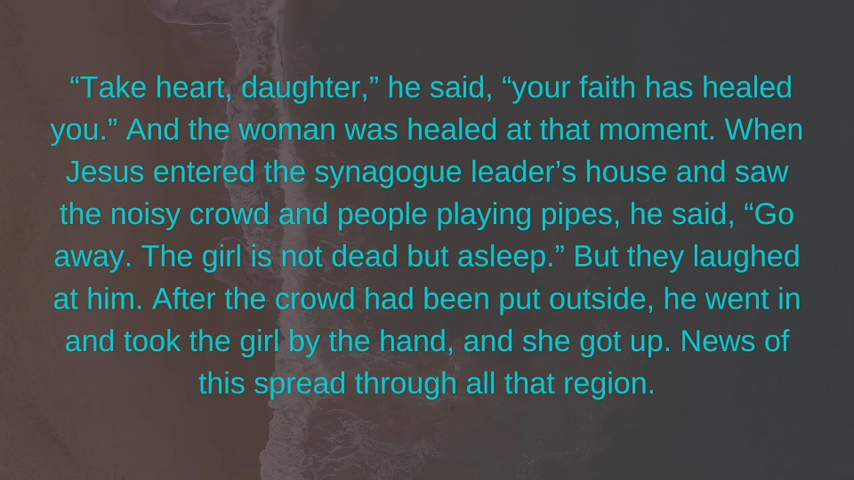 “Take heart, daughter,” he said, “your faith has healed
you.” And the woman was healed at that moment. When
Jesus entered the synagogue leader’s house and saw
the noisy crowd and people playing pipes, he said, “Go
away. The girl is not dead but asleep.” But they laughed
at him. After the crowd had been put outside, he went in
and took the girl by the hand, and she got up. News of
this spread through all that region.